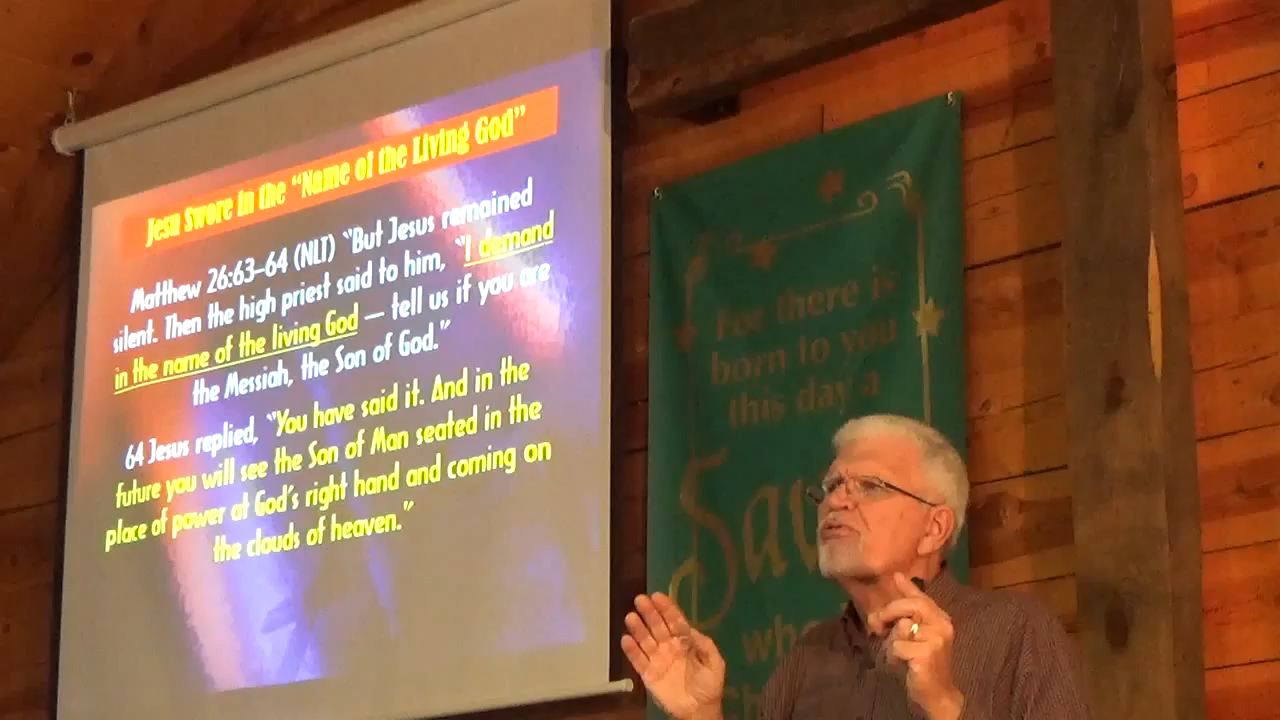 Jesu Swore in the “Name of the Living God”
Matthew 26:63–64 (NLT) “But Jesus remained
silent. Then the high priest said to him, “I demand
in the name of the living God — tell us if you are
the Messiah, the Son of God.”
64 Jesus replied, “You have said it. And in the
future you will see the Son of Man seated in the
place of power at God’s right hand and coming on
the clouds of heaven.”
For there is
born to you
this day a
Sav
wh